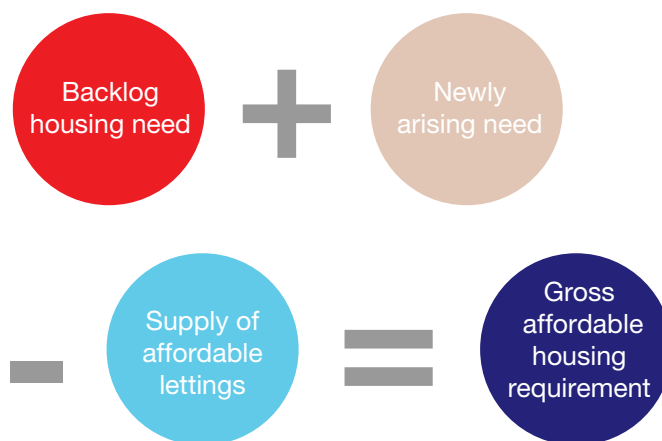 Backlog
housing need
+
Newly
arising need
-
Supply of
affordable
lettings
=
Gross
affordable
housing
requirement